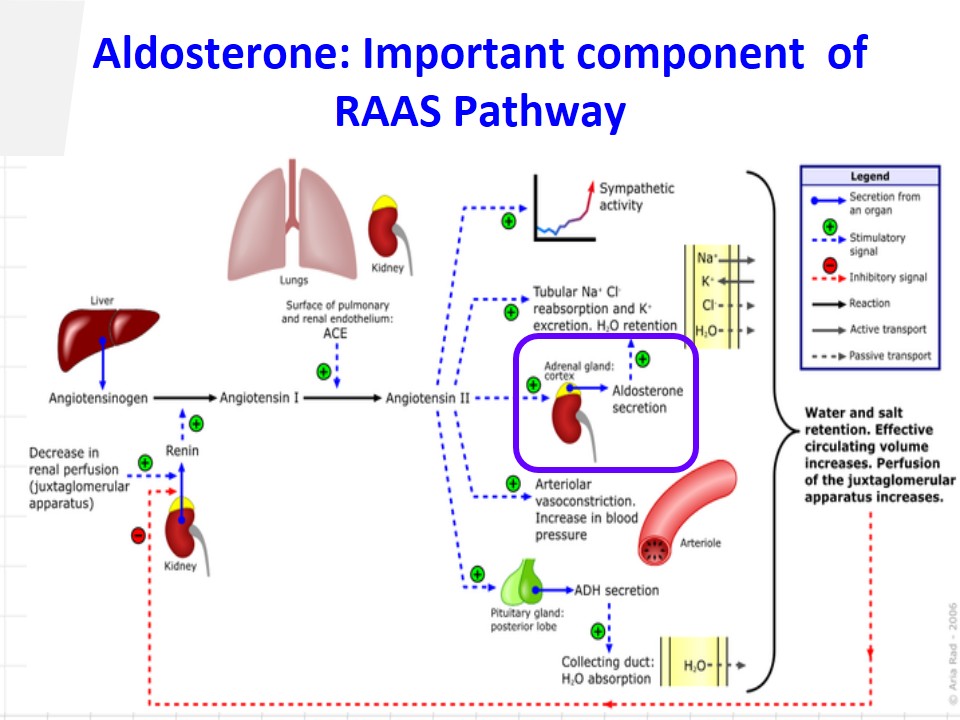 Aldosterone: Important component of
RAAS Pathway
Lungs
Kidney
Liver
Surface of pulmonary
and renal endothelium:
ACE
Angiotensinogen
Angiotensin I
Angiotensin II
Decrease in
renal perfusion
(juxtaglomerular
apparatus)
Renin
Kidney
Sympathetic
activity
Tubular Na⁺ Cl⁻
reabsorption and K⁺
excretion. H₂O retention
Na⁺
K⁺
Cl⁻
H₂O
Adrenal gland:
cortex
Aldosterone
secretion
Arteriolar
vasoconstriction.
Increase in blood
pressure
Arteriole
Pituitary gland:
posterior lobe
ADH secretion
Collecting duct:
H₂O absorption
H₂O
Legend
Secretion from
an organ
Stimulatory
signal
Inhibitory signal
Reaction
Active transport
Passive transport
Water and salt
retention. Effective
circulating volume
increases. Perfusion
of the juxtaglomerular
apparatus increases.
© Aria Rad - 2006